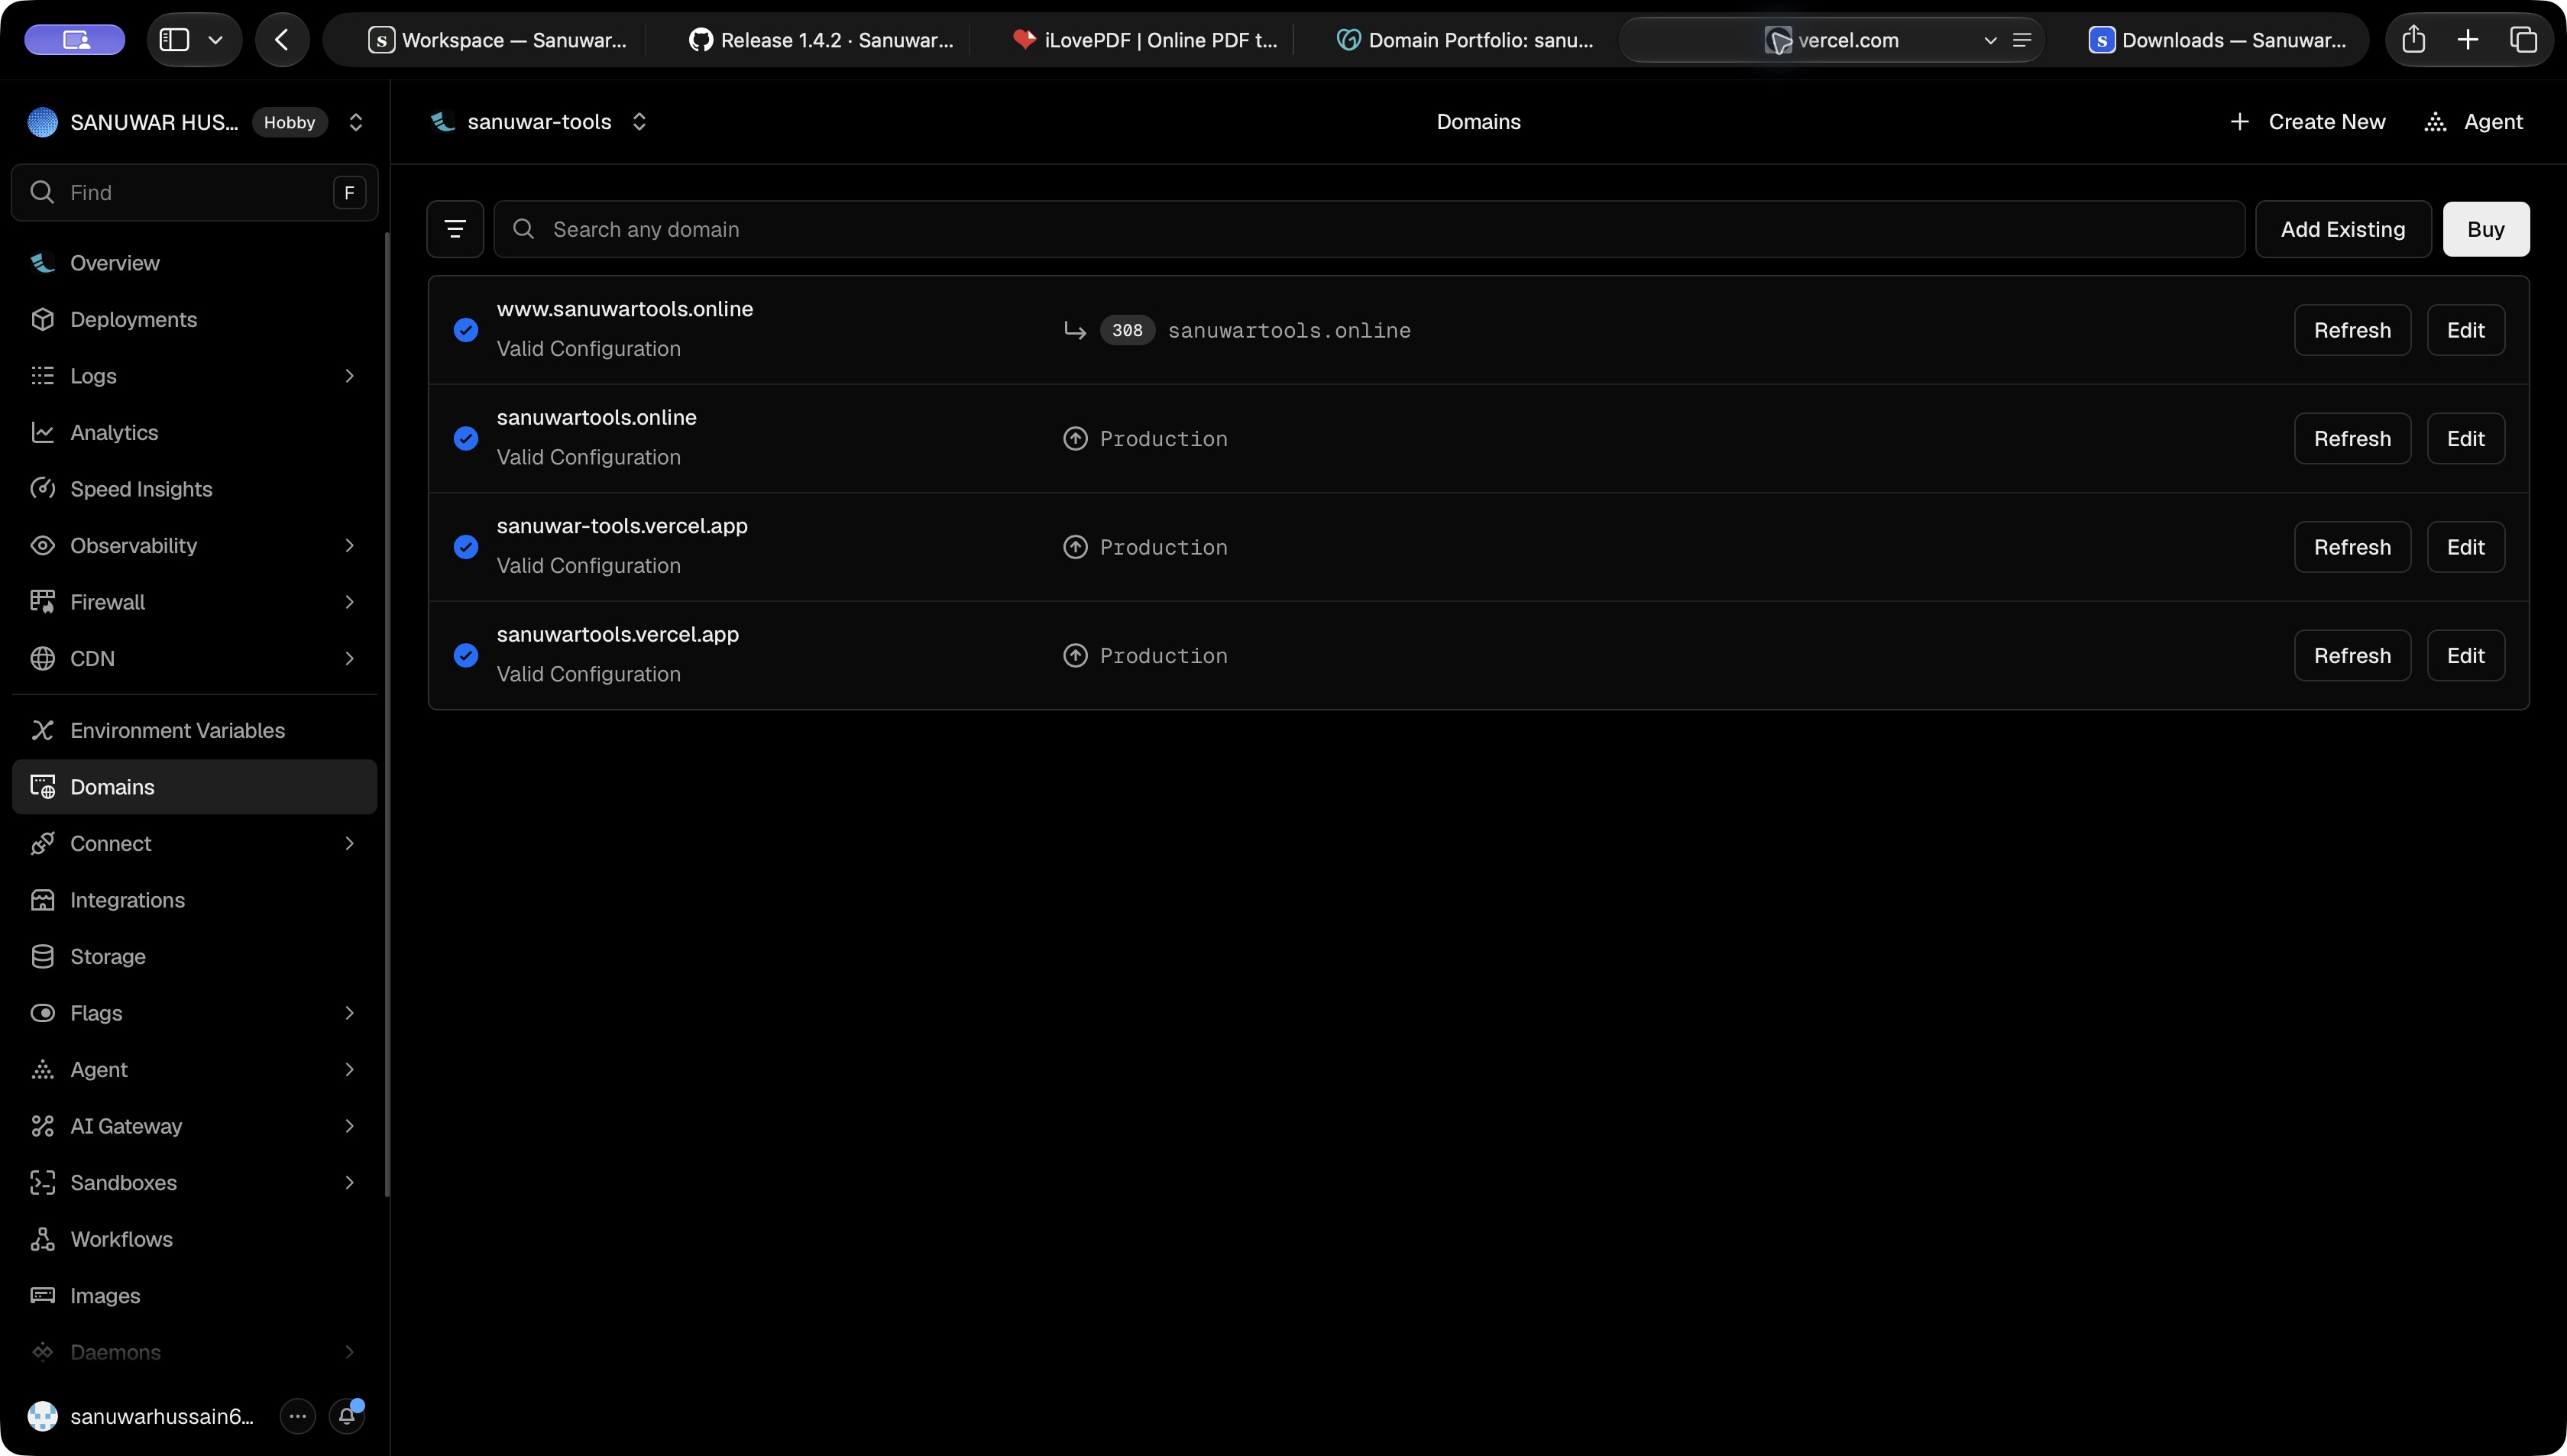 Workspace — Sanuwar...
Release 1.4.2 · Sanuwar...
iLovePDF | Online PDF t...
Domain Portfolio: sanu...
vercel.com
S Downloads — Sanuwar...
SANUWAR HUS...
Hobby
sanuwar-tools
Domains
Create New
Agent
Find
F
Search any domain
Add Existing
Buy
Overview
Deployments
Logs
Analytics
Speed Insights
Observability
Firewall
CDN
Environment Variables
Domains
Connect
Integrations
Storage
Flags
Agent
AI Gateway
Sandboxes
Workflows
Images
Daemons
sanuwarhussain6...
www.sanuwartools.online
Valid Configuration
308 sanuwartools.online
Refresh
Edit
sanuwartools.online
Valid Configuration
Production
Refresh
Edit
sanuwar-tools.vercel.app
Valid Configuration
Production
Refresh
Edit
sanuwartools.vercel.app
Valid Configuration
Production
Refresh
Edit